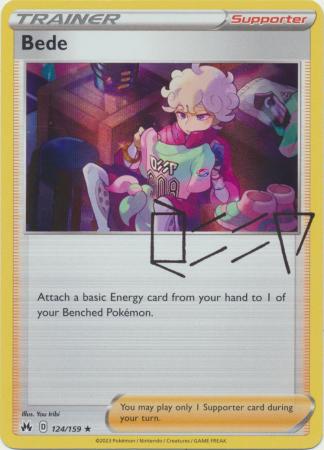 TRAINER
Supporter
Bede
Attach a basic Energy card from your hand to 1 of
your Benched Pokémon.
Illus. You Iribi
D 124/159 ★
You may play only 1 Supporter card during
your turn.
©2023 Pokémon / Nintendo / Creatures / GAME FREAK